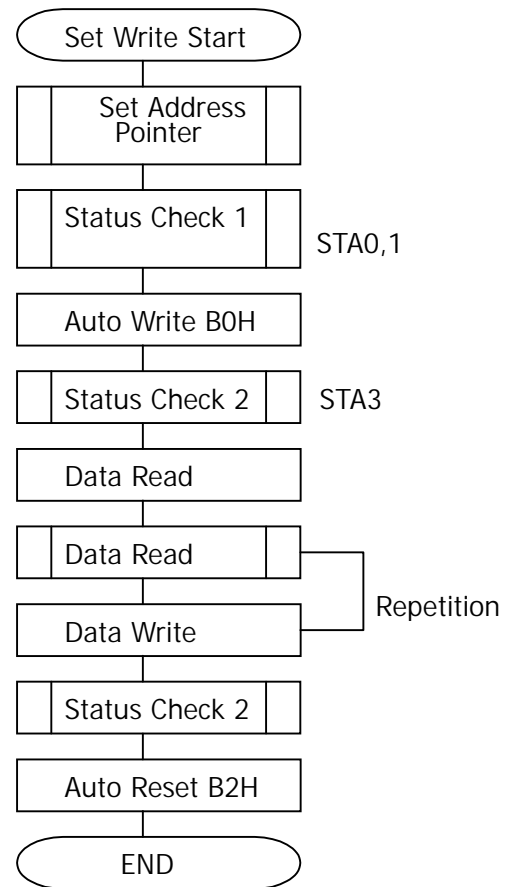 Set Write Start
Set Address
Pointer
Status Check 1
STA0,1
Auto Write B0H
Status Check 2
STA3
Data Read
Data Read
Repetition
Data Write
Status Check 2
Auto Reset B2H
END